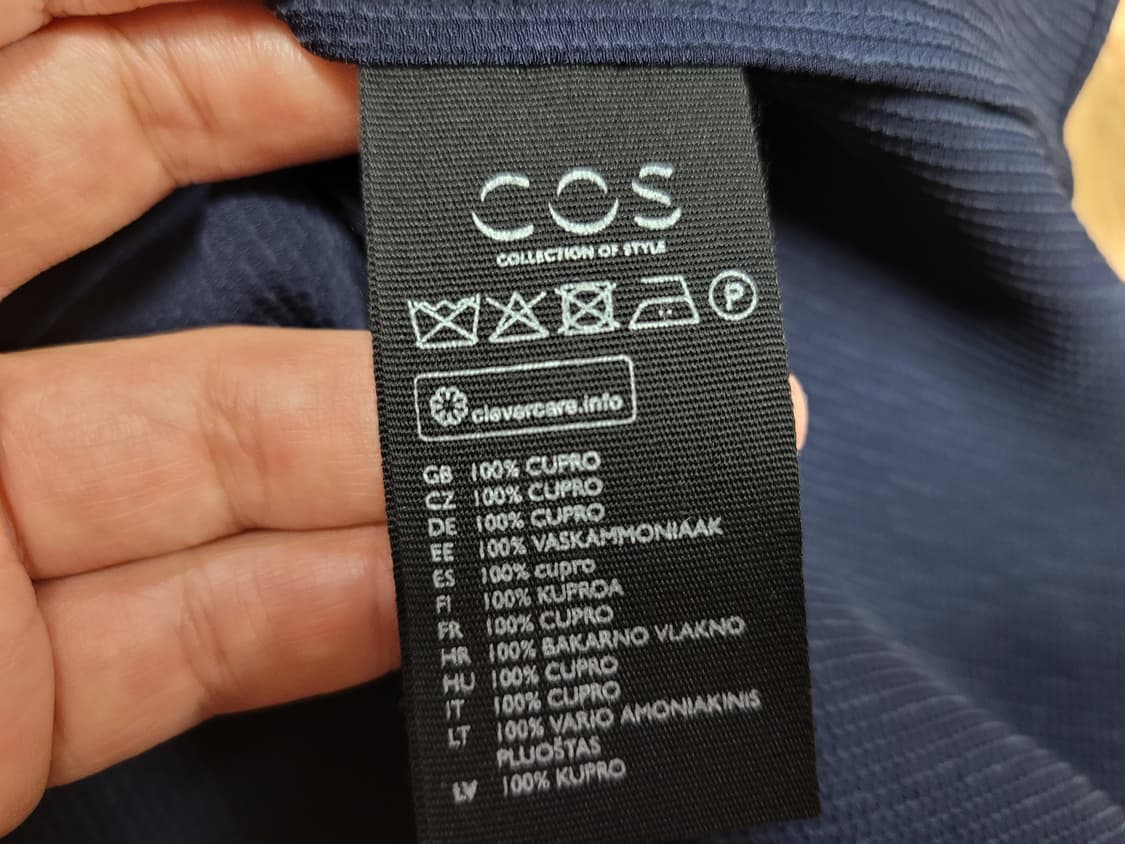 COS
COLLECTION OF STYLE
P
clevercare.info
GB 100% CUPRO
CZ 100% CUPRO
DE 100% CUPRO
EE 100% VASKAMMONIAAK
ES 100% cupro
FI 100% KUPROA
FR 100% CUPRO
HR 100% BAKARNO VLAKNO
HU 100% CUPRO
IT 100% CUPRO
LT 100% VARIO AMONIAKINIS
PLUOŠTAS
LV 100% KUPRO